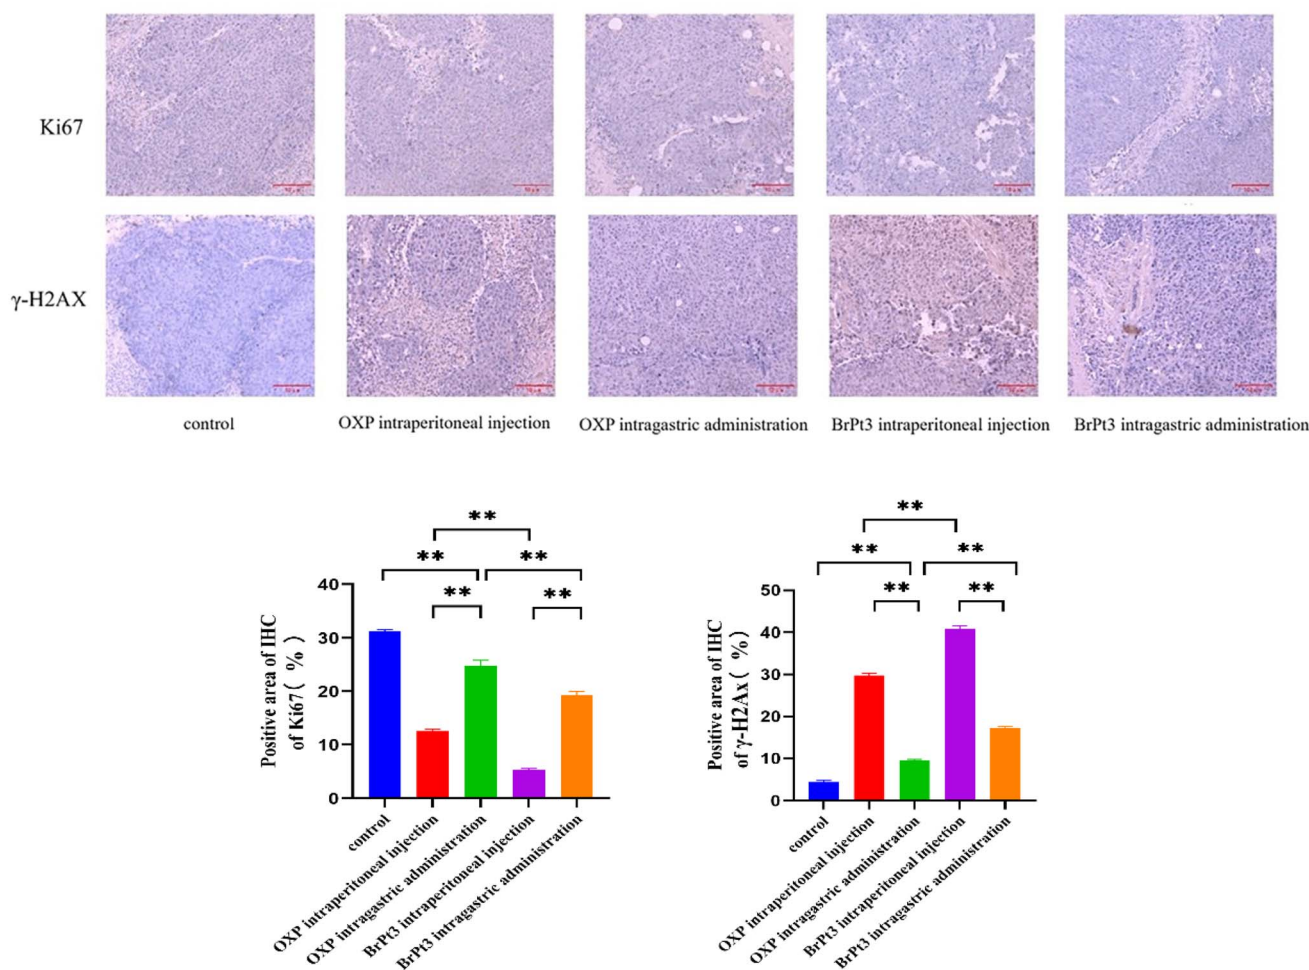 Ki67
γ-H2AX
control
OXP intraperitoneal injection
OXP intragastric administration
BrPt3 intraperitoneal injection
BrPt3 intragastric administration
Positive area of IHC
of Ki67( % )
40
30
20
10
0
**
**
**
**
**
control
OXP intraperitoneal injection
OXP intragastric administration
BrPt3 intraperitoneal injection
BrPt3 intragastric administration
Positive area of IHC
of γ-H2Ax( % )
50
40
30
20
10
0
**
**
**
**
**
control
OXP intraperitoneal injection
OXP intragastric administration
BrPt3 intraperitoneal injection
BrPt3 intragastric administration